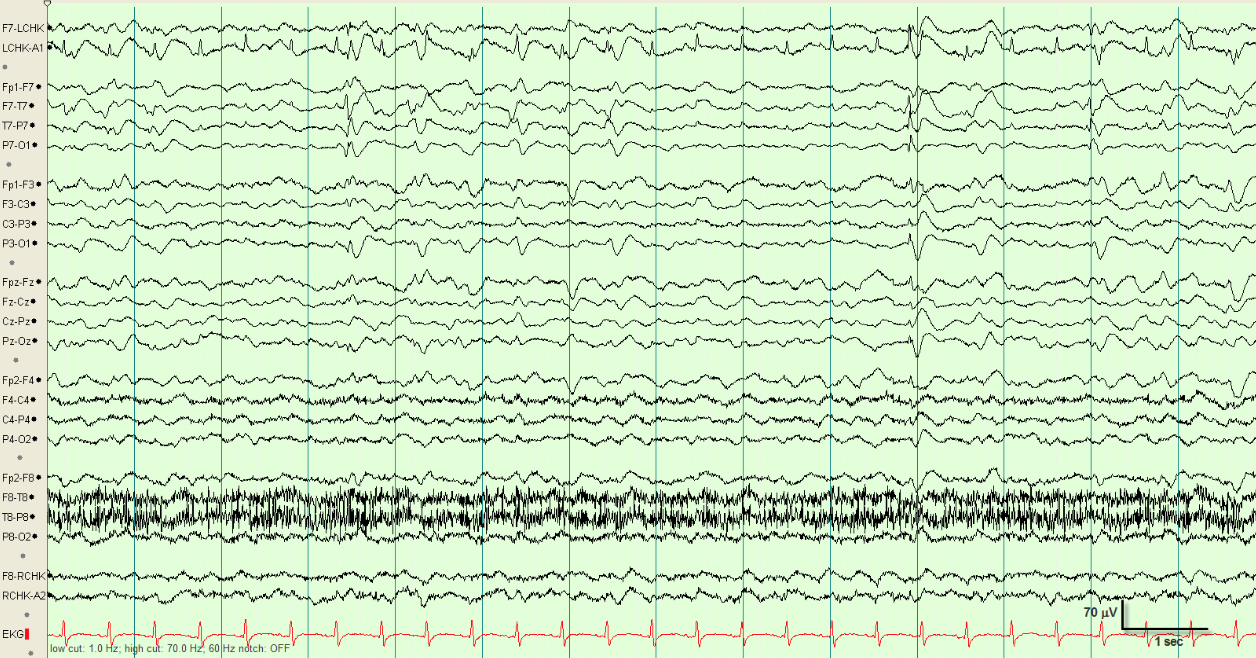 F7-LCHK
LCHK-A1
Fp1-F7
F7-T7
T7-P7
P7-O1
Fp1-F3
F3-C3
C3-P3
P3-O1
Fpz-Fz
Fz-Cz
Cz-Pz
Pz-Oz
Fp2-F4
F4-C4
C4-P4
P4-O2
Fp2-F8
F8-T8
T8-P8
P8-O2
F8-RCHK
RCHK-A2
70 µV
EKG
1 sec
low cut: 1.0 Hz; high cut: 70.0 Hz; 60 Hz notch: OFF